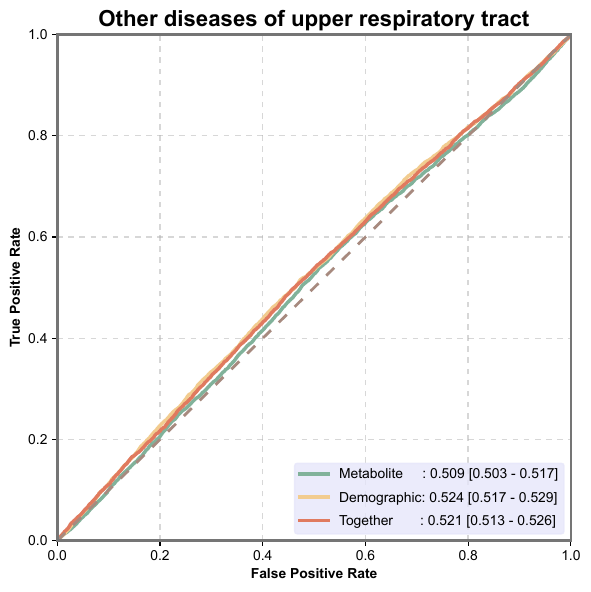 Other diseases of upper respiratory tract
1.0
0.8
0.6
0.4
0.2
0.0
True Positive Rate
Metabolite : 0.509 [0.503 - 0.517]
Demographic: 0.524 [0.517 - 0.529]
Together : 0.521 [0.513 - 0.526]
0.0 0.2 0.4 0.6 0.8 1.0
False Positive Rate